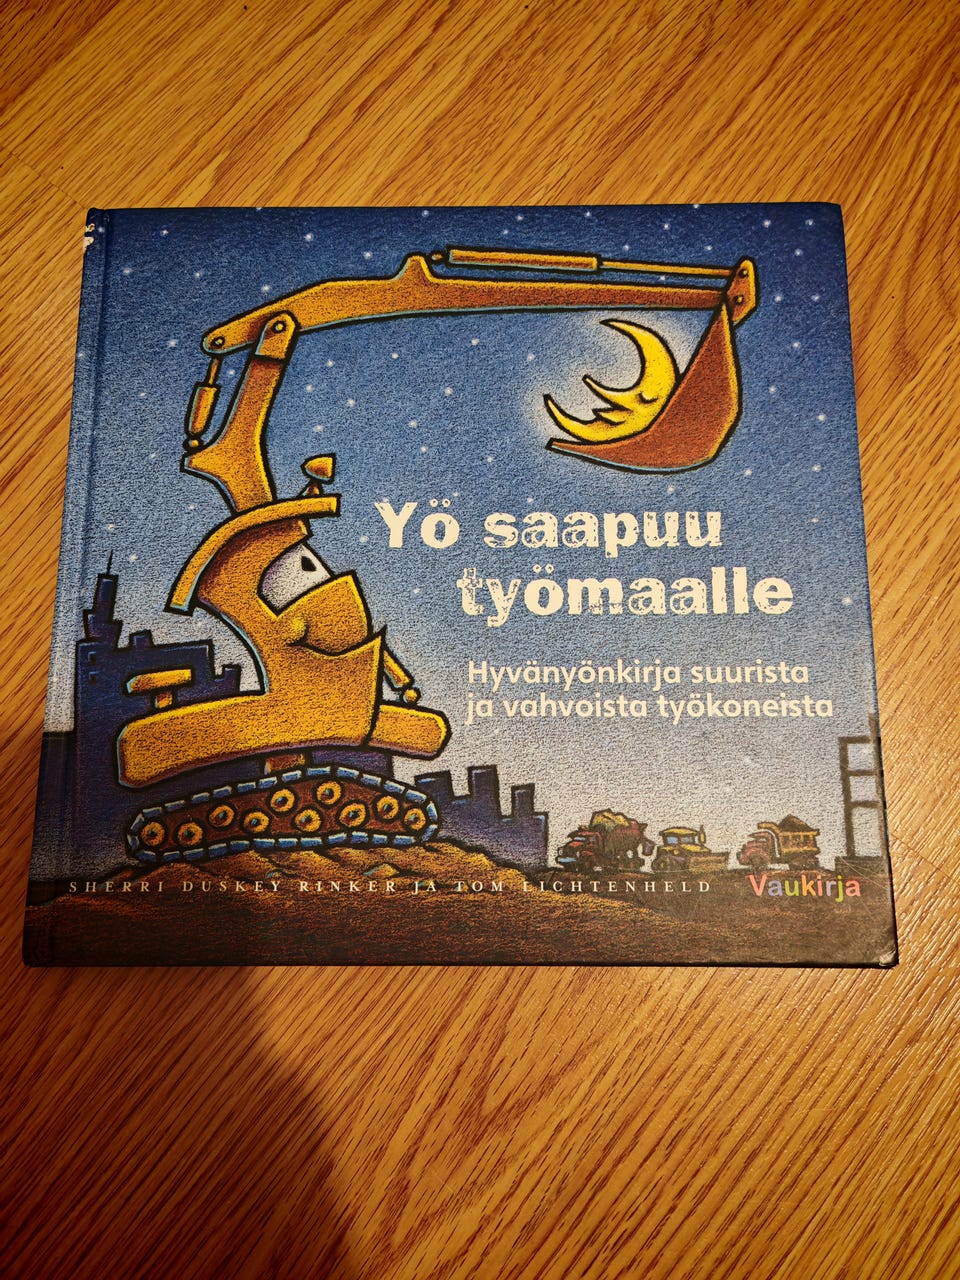 Yö saapuu
työmaalle
Hyvänyönkirja suurista
ja vahvoista työkoneista
SHERRI DUSKEY RINKER JA TOM LICHTENHELD
Vaukirja